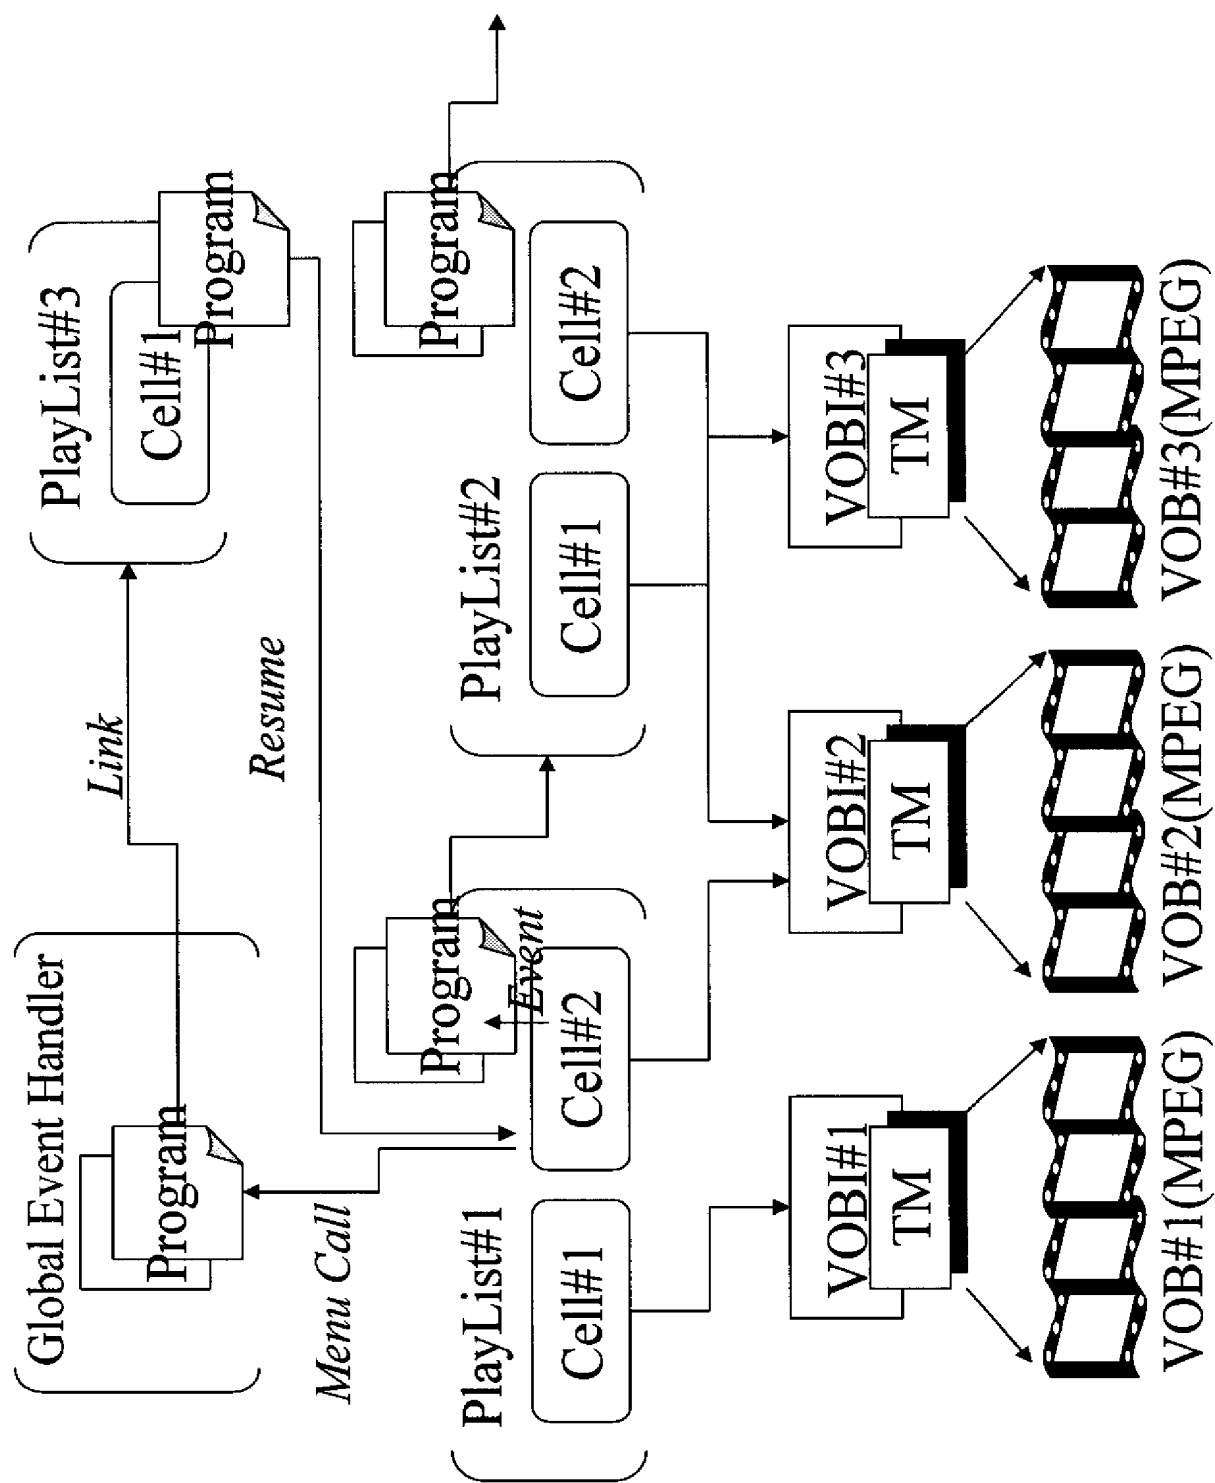 Global Event Handler
Program
Link
PlayList#3
Cell#1
Program
Menu Call
Resume
PlayList#1
Cell#1
Cell#2
Program
Event
PlayList#2
Cell#1
Cell#2
Program
VOBI#1
TM
VOBI#2
TM
VOBI#3
TM
VOB#1(MPEG)
VOB#2(MPEG)
VOB#3(MPEG)